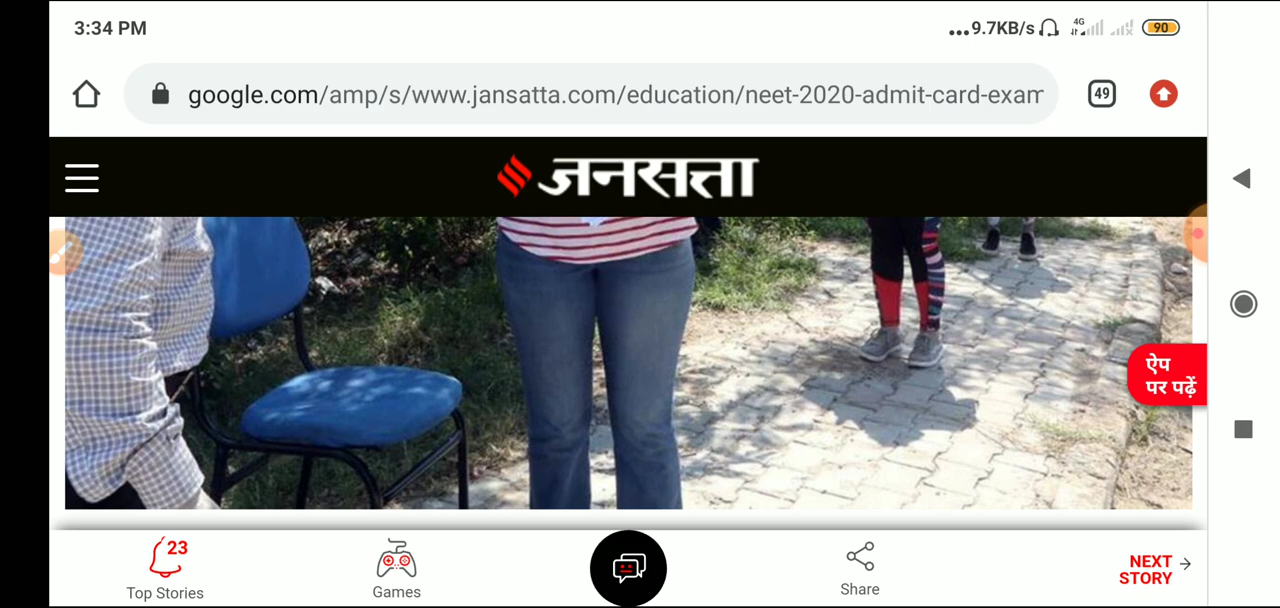 3:34 PM
...9.7KB/s 4G 90
google.com/amp/s/www.jansatta.com/education/neet-2020-admit-card-exam
49
जनसत्ता
ऐप
पर पढ़ें
23
Top Stories
Games
Share
NEXT
STORY